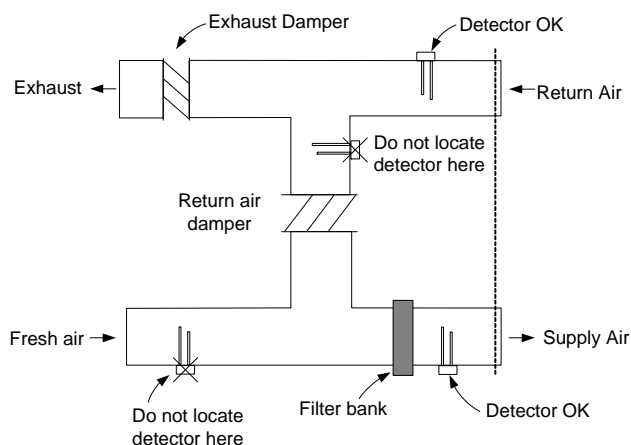 Exhaust Damper
Detector OK
Exhaust
Return Air
Do not locate
detector here
Return air
damper
Fresh air
Supply Air
Do not locate
detector here
Filter bank
Detector OK